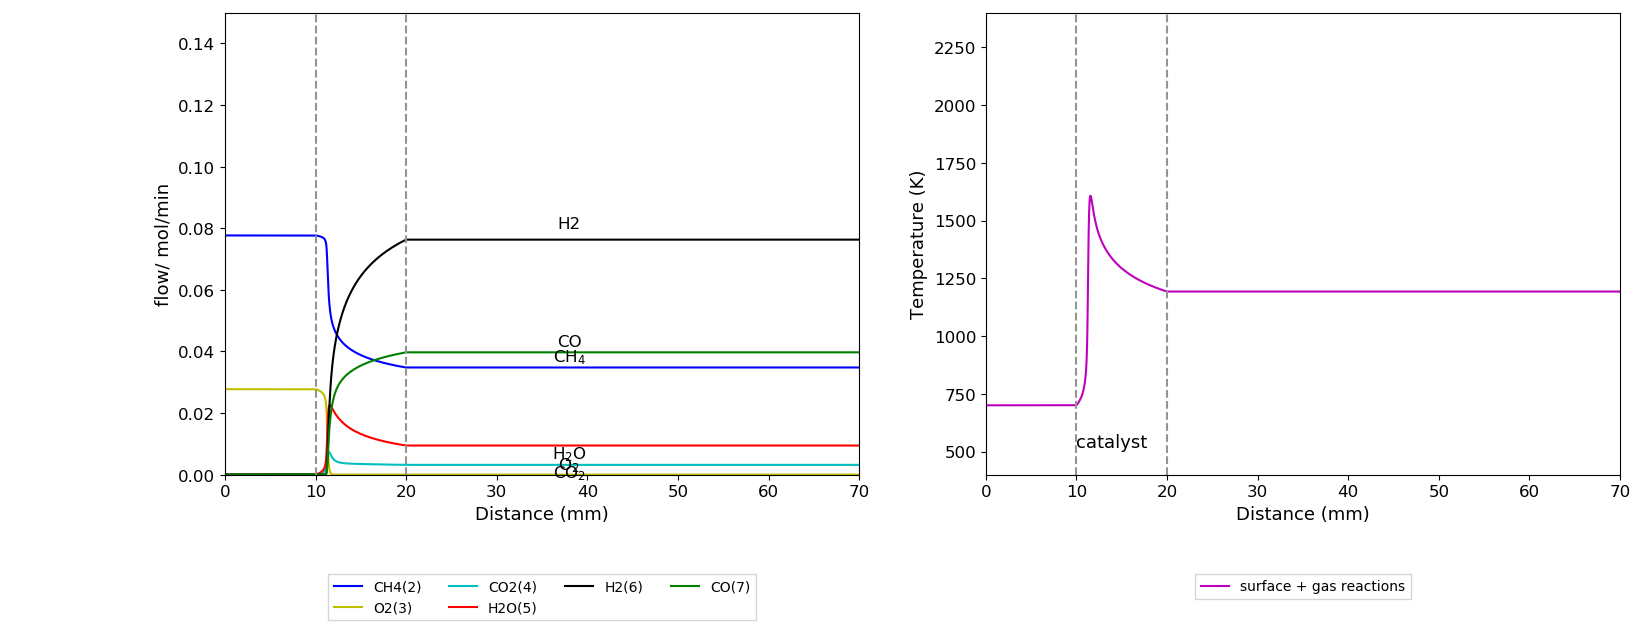 0.14
0.12
0.10
0.08
0.06
0.04
0.02
0.00
flow/ mol/min
H2
CO
CH₄
H₂O
O₂
CO₂
0 10 20 30 40 50 60 70
Distance (mm)
CH4(2) CO2(4) H2(6) CO(7)
O2(3) H2O(5)
2250
2000
1750
1500
1250
1000
750
500
Temperature (K)
catalyst
0 10 20 30 40 50 60 70
Distance (mm)
surface + gas reactions